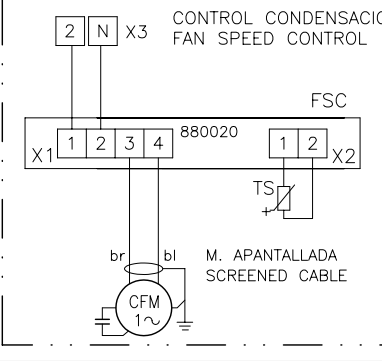 CONTROL CONDENSACIO
2 N X3 FAN SPEED CONTROL
FSC
X1 1 2 3 4 880020 1 2 X2
TS
+
br bl M. APANTALLADA
SCREENED CABLE
CFM
1~